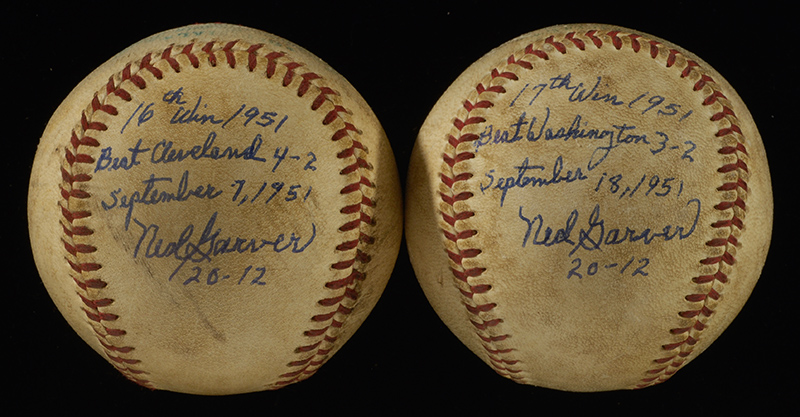 16th Win 1951
Beat Cleveland 4-2
September 7, 1951
Ned Garver
20-12
17th Win 1951
Beat Washington 3-2
September 18, 1951
Ned Garver
20-12